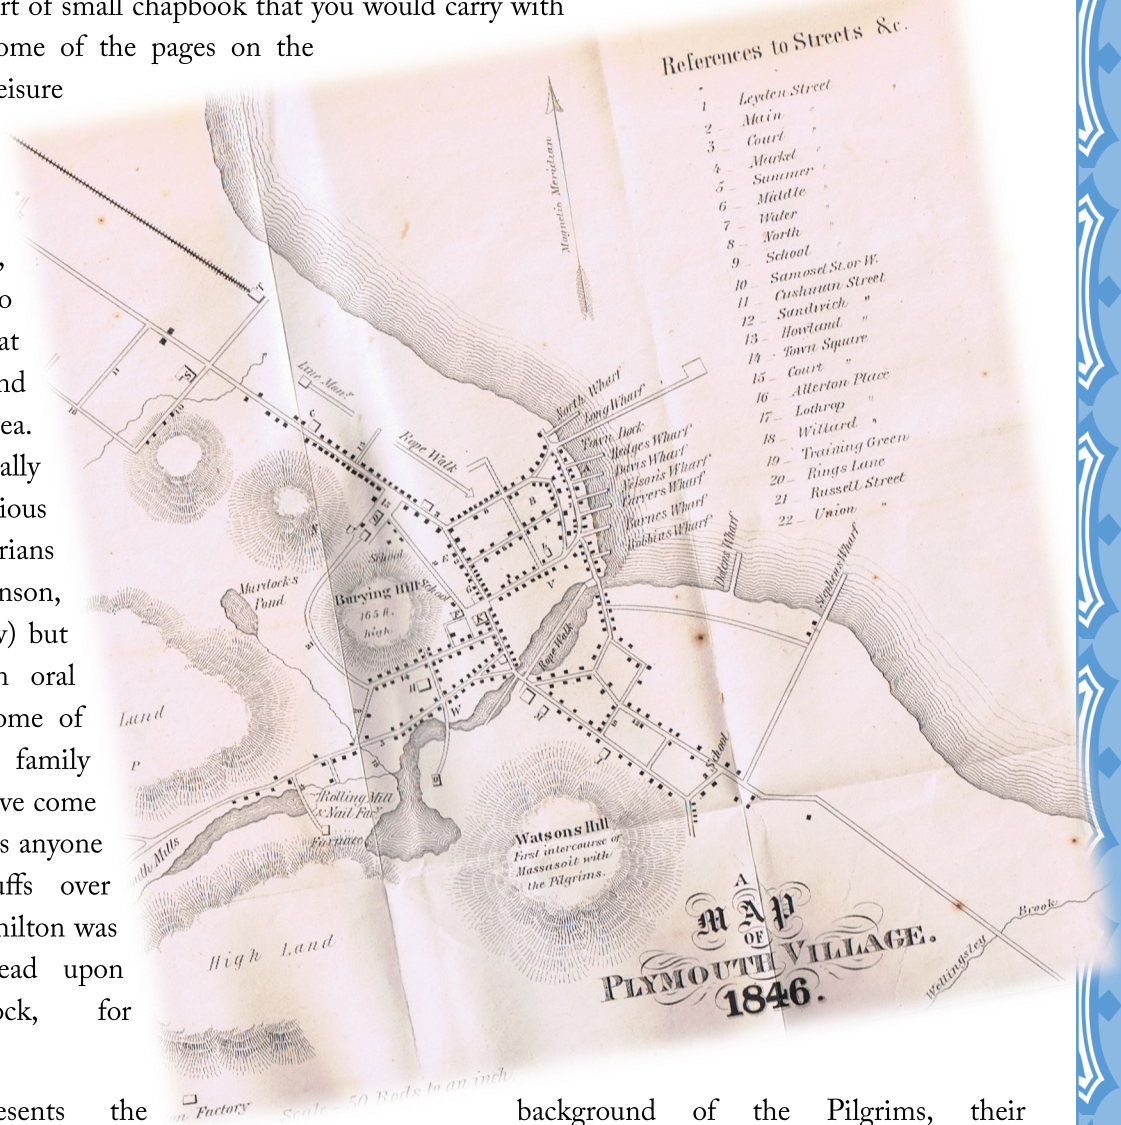 rt of small chapbook that you would carry with
ome of the pages on the
eisure
,
o
at
nd
ea.
ally
ious
rians
nson,
y) but
n oral
ome of
family
ve come
s anyone
uffs over
milton was
ead upon
ock, for
esents the background of the Pilgrims, their
References to Streets &c.
1 Leyden Street
2 Main "
3 Court "
4 Market "
5 Summer "
6 Middle "
7 Water "
8 North "
9 School "
10 Samoset St. or W.
11 Cushman Street
12 Sandwich "
13 Howland "
14 Town Square
15 Court "
16 Allerton Place
17 Lothrop "
18 Willard "
19 Training Green
20 Rings Lane
21 Russell Street
22 Union "
Magnetic Meridian
North Wharf
Long Wharf
Town Dock
Hedges Wharf
Davis Wharf
Nelsons Wharf
Carvers Wharf
Barnes Wharf
Robbins Wharf
Dotens Wharf
Stephens Wharf
Rope Walk
School
Burying Hill
165 ft.
high.
School
Murdocks
Pond
Rope Walk
School
Land
P
Rolling Mill
& Nail Facy
Furnace
Mills
Watsons Hill
First intercourse of
Massasoit with
the Pilgrims.
High Land
A
MAP
OF
PLYMOUTH VILLAGE.
1846.
Wellingsley Brook
Factory
Scale - 50 Rods to an inch.